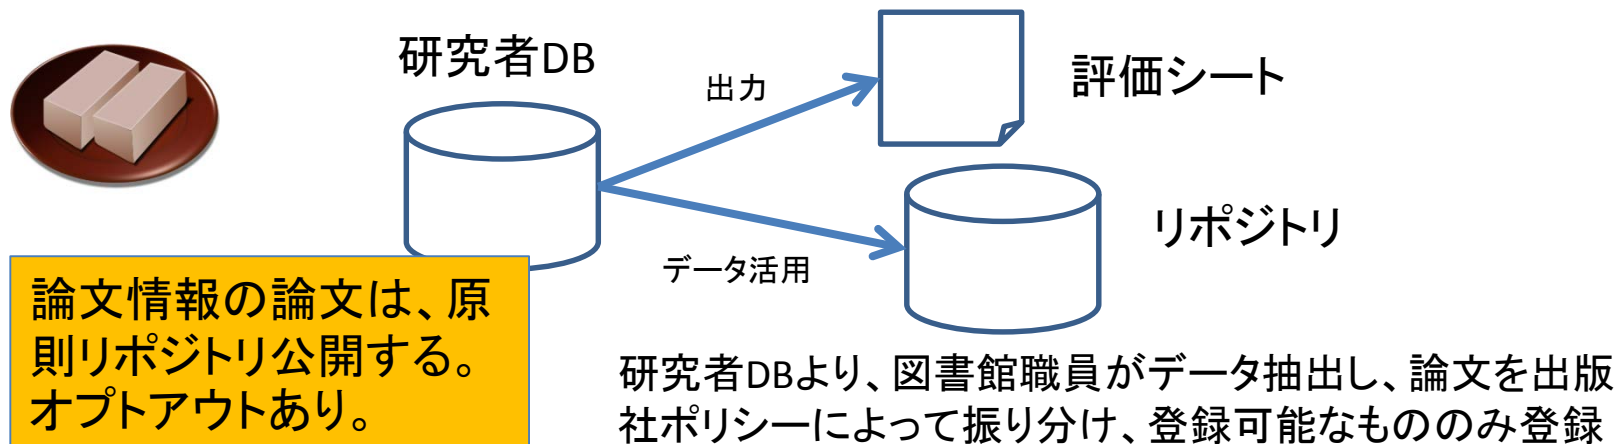 研究者DB
出力
評価シート
リポジトリ
データ活用
論文情報の論文は、原
則リポジトリ公開する。
オプトアウトあり。
研究者DBより、図書館職員がデータ抽出し、論文を出版
社ポリシーによって振り分け、登録可能なもののみ登録